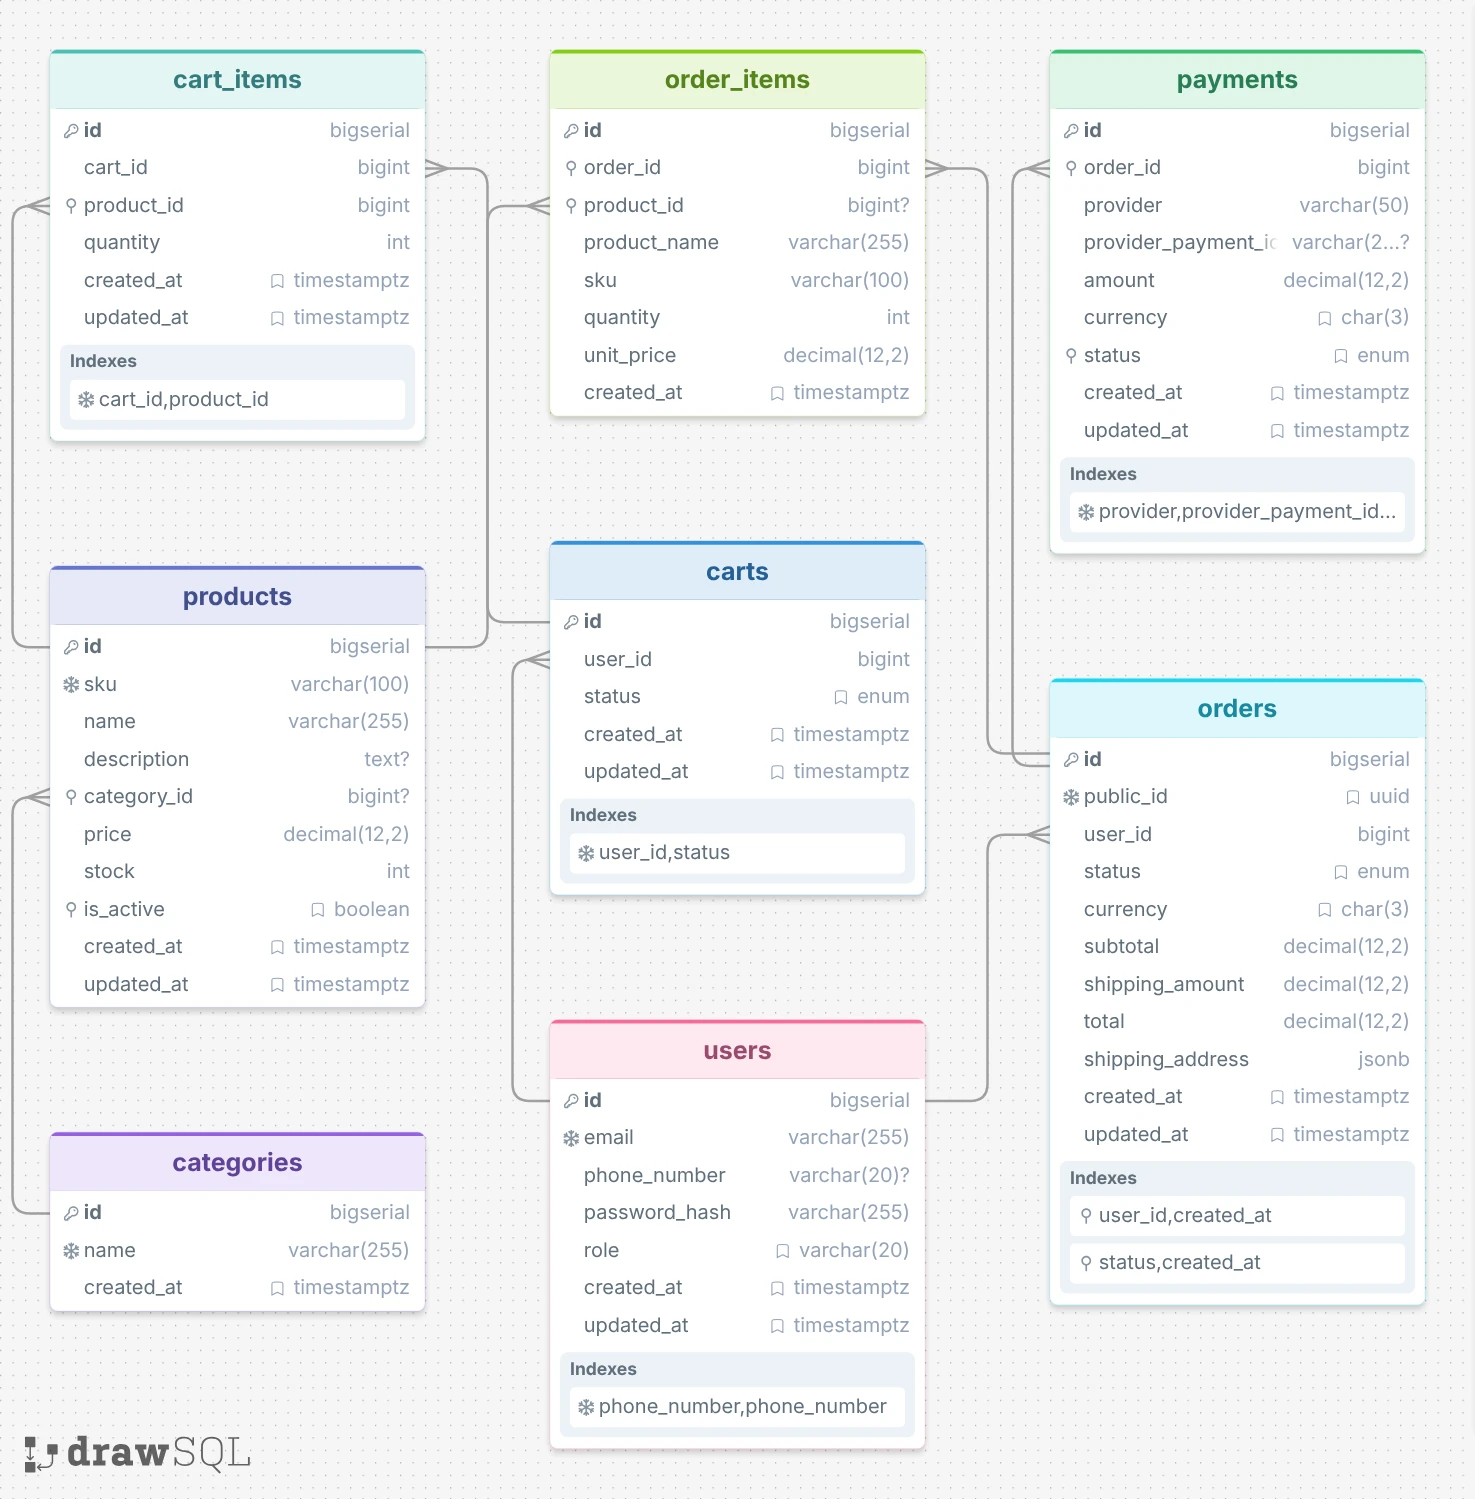 cart_items
id bigserial
cart_id bigint
product_id bigint
quantity int
created_at timestamptz
updated_at timestamptz
Indexes
cart_id,product_id
order_items
id bigserial
order_id bigint
product_id bigint?
product_name varchar(255)
sku varchar(100)
quantity int
unit_price decimal(12,2)
created_at timestamptz
payments
id bigserial
order_id bigint
provider varchar(50)
provider_payment_ic varchar(2...?
amount decimal(12,2)
currency char(3)
status enum
created_at timestamptz
updated_at timestamptz
Indexes
provider,provider_payment_id...
products
id bigserial
sku varchar(100)
name varchar(255)
description text?
category_id bigint?
price decimal(12,2)
stock int
is_active boolean
created_at timestamptz
updated_at timestamptz
carts
id bigserial
user_id bigint
status enum
created_at timestamptz
updated_at timestamptz
Indexes
user_id,status
orders
id bigserial
public_id uuid
user_id bigint
status enum
currency char(3)
subtotal decimal(12,2)
shipping_amount decimal(12,2)
total decimal(12,2)
shipping_address jsonb
created_at timestamptz
updated_at timestamptz
Indexes
user_id,created_at
status,created_at
categories
id bigserial
name varchar(255)
created_at timestamptz
users
id bigserial
email varchar(255)
phone_number varchar(20)?
password_hash varchar(255)
role varchar(20)
created_at timestamptz
updated_at timestamptz
Indexes
phone_number,phone_number
drawSQL